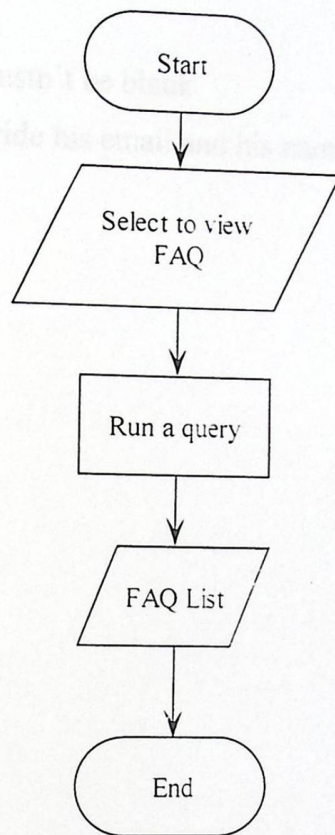 Start
Select to view
FAQ
Run a query
FAQ List
End